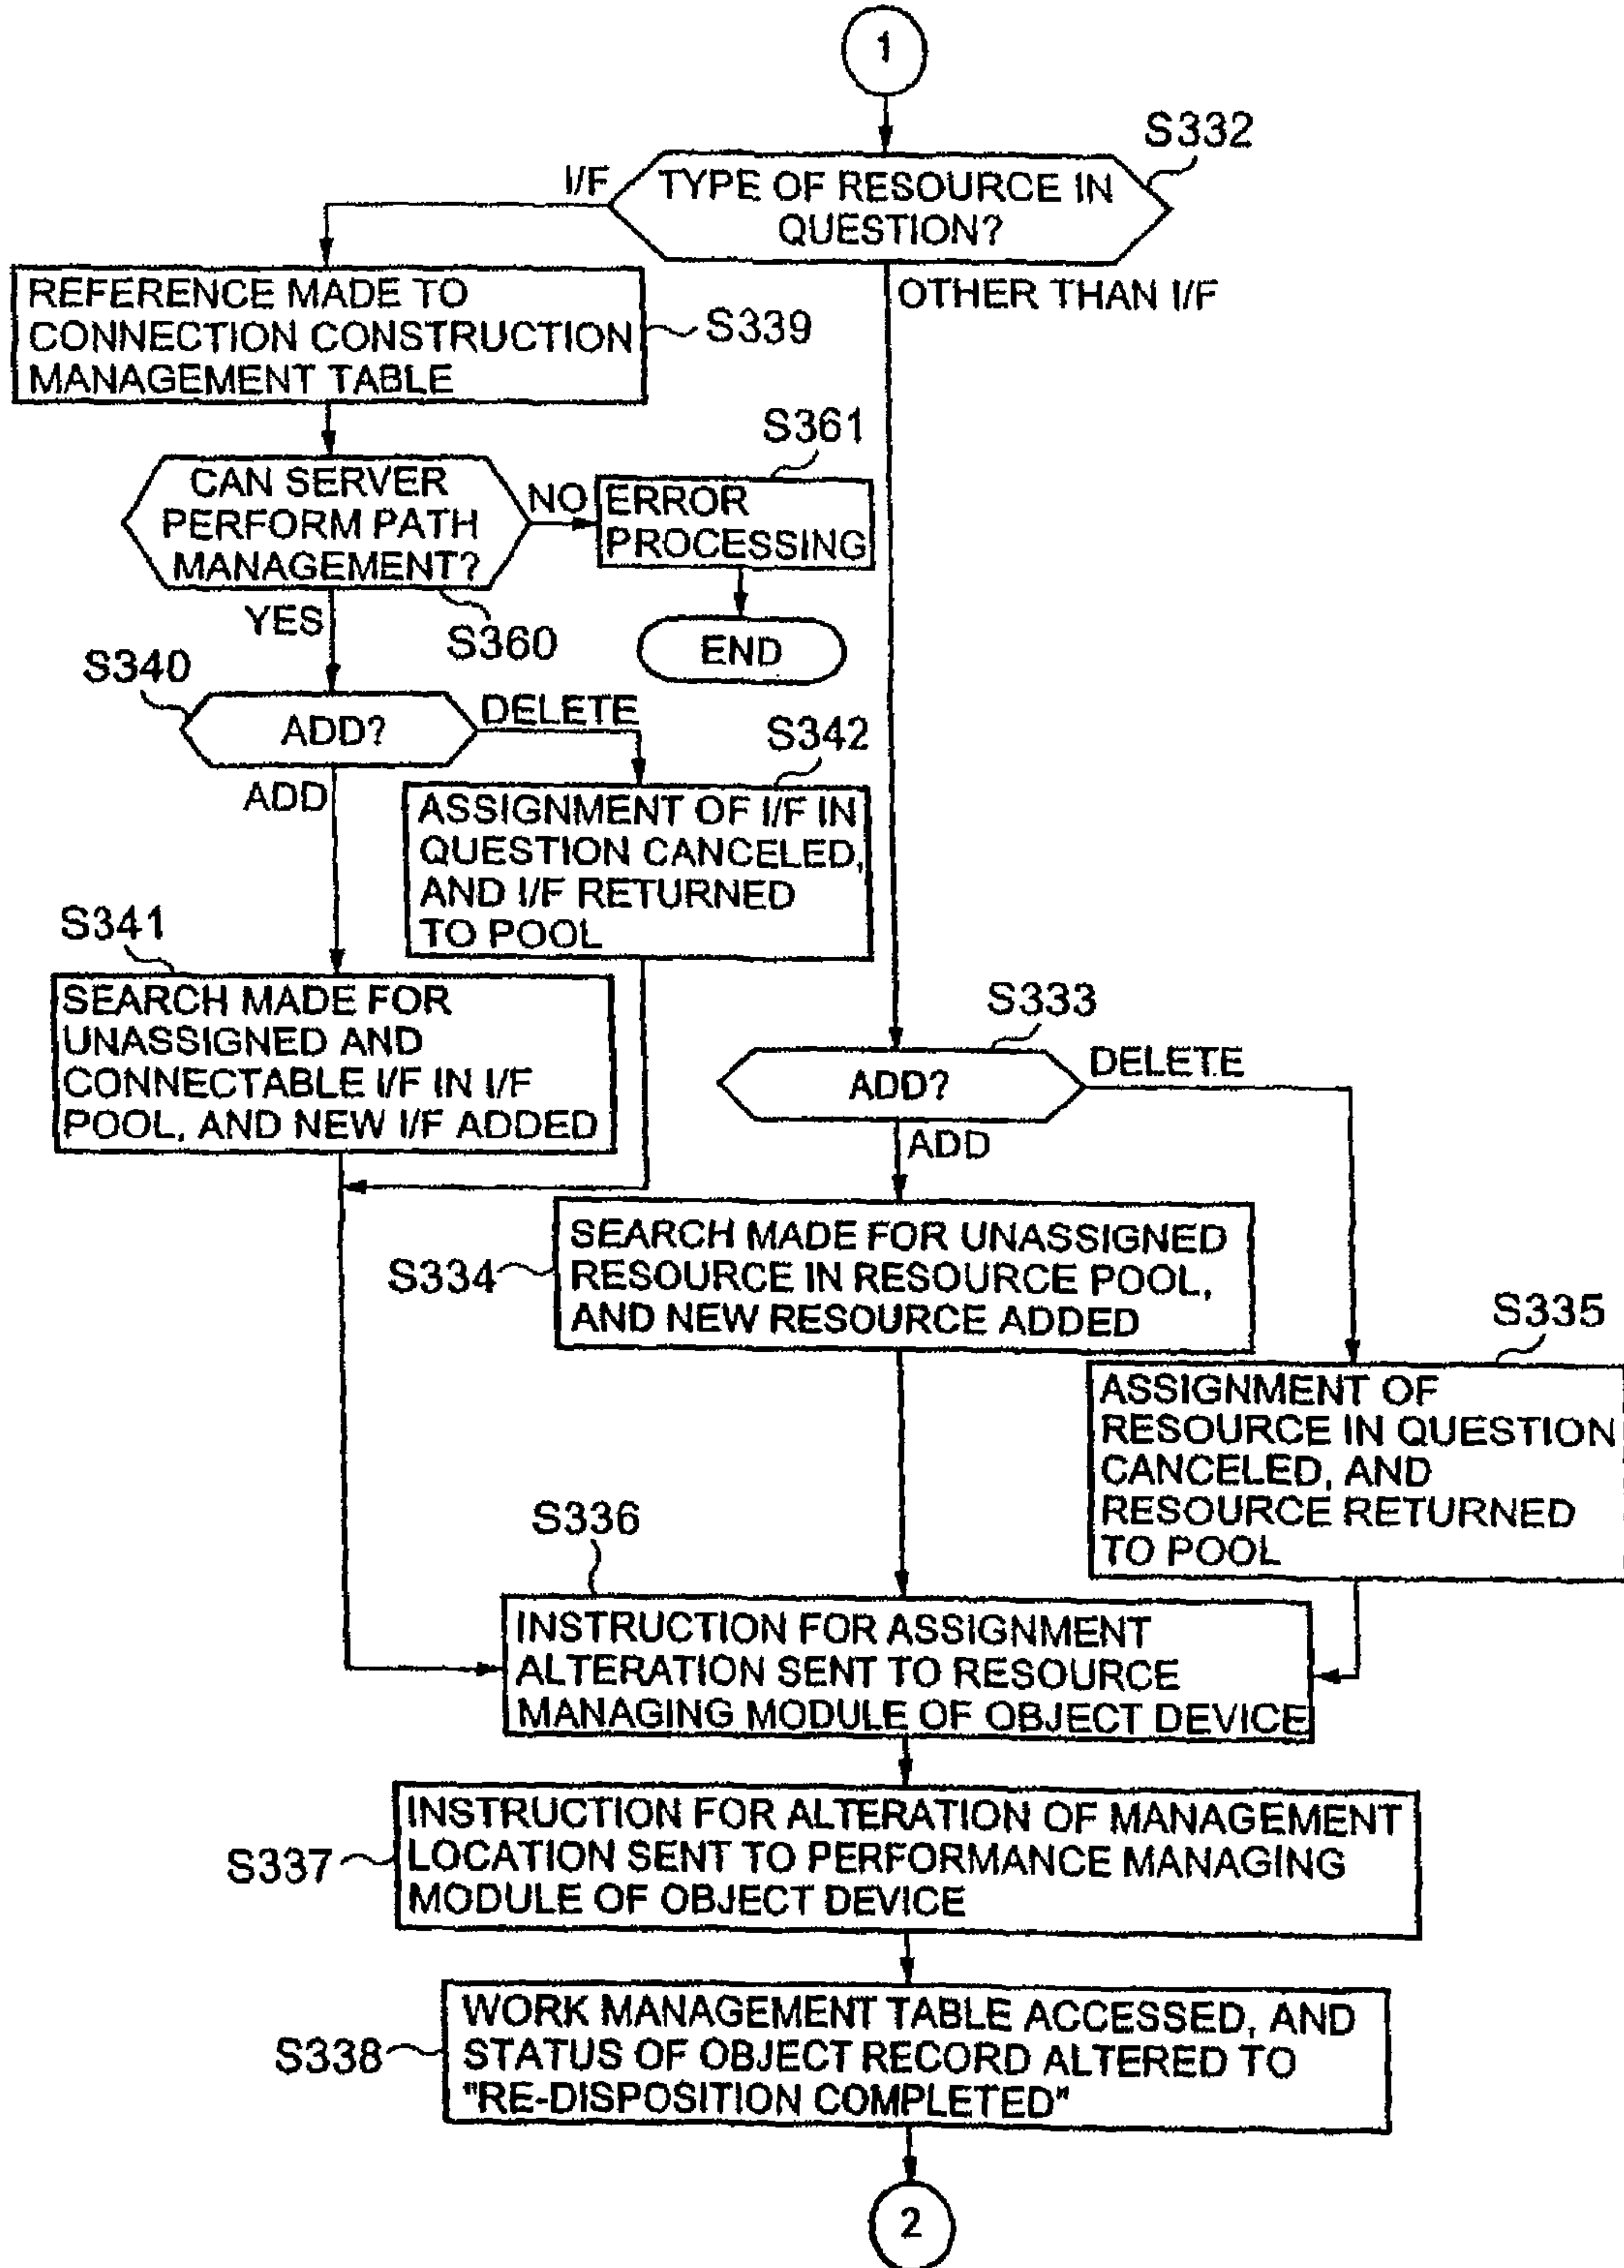 1
S332
I/F
TYPE OF RESOURCE IN
QUESTION?
OTHER THAN I/F
REFERENCE MADE TO
CONNECTION CONSTRUCTION
MANAGEMENT TABLE
S339
S361
CAN SERVER
PERFORM PATH
MANAGEMENT?
NO
ERROR
PROCESSING
YES
S360
END
S340
ADD?
DELETE
S342
ADD
ASSIGNMENT OF I/F IN
QUESTION CANCELED,
AND I/F RETURNED
TO POOL
S341
SEARCH MADE FOR
UNASSIGNED AND
CONNECTABLE I/F IN I/F
POOL, AND NEW I/F ADDED
S333
ADD?
DELETE
ADD
S334
SEARCH MADE FOR UNASSIGNED
RESOURCE IN RESOURCE POOL,
AND NEW RESOURCE ADDED
S335
ASSIGNMENT OF
RESOURCE IN QUESTION
CANCELED, AND
RESOURCE RETURNED
TO POOL
S336
INSTRUCTION FOR ASSIGNMENT
ALTERATION SENT TO RESOURCE
MANAGING MODULE OF OBJECT DEVICE
S337
INSTRUCTION FOR ALTERATION OF MANAGEMENT
LOCATION SENT TO PERFORMANCE MANAGING
MODULE OF OBJECT DEVICE
S338
WORK MANAGEMENT TABLE ACCESSED, AND
STATUS OF OBJECT RECORD ALTERED TO
"RE-DISPOSITION COMPLETED"
2